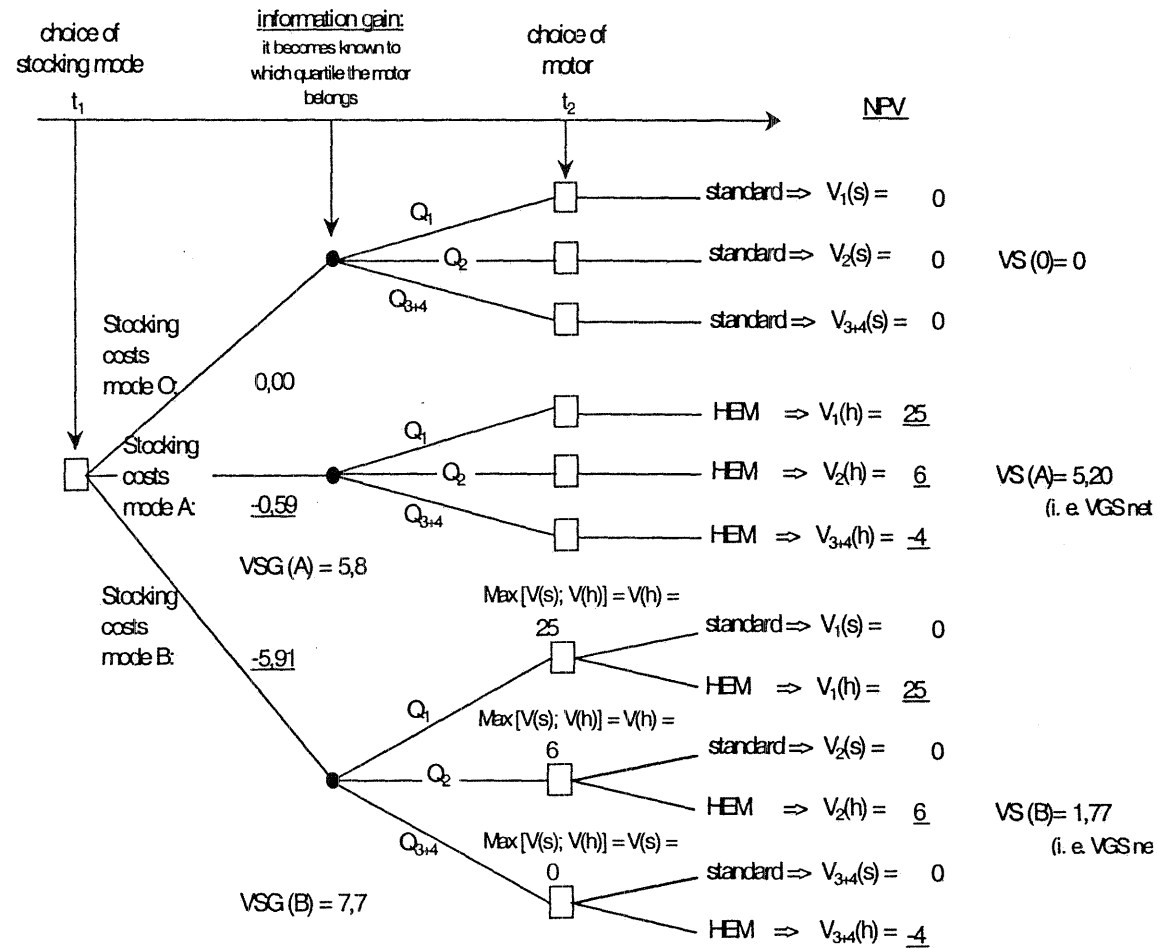 choice of
stocking mode
t1
information gain:
it becomes known to
which quartile the motor
belongs
choice of
motor
t2
NPV
Q1
standard => V1(s) = 0
Q2
standard => V2(s) = 0 VS (0)= 0
Q3+4
standard => V3+4(s) = 0
Stocking
costs
mode O: 0,00
Q1
HEM => V1(h) = 25
Stocking
costs
mode A: -0,59
Q2
HEM => V2(h) = 6 VS (A) = 5,20
(i. e. VGS net
Q3+4
HEM => V3+4(h) = -4
VSG (A) = 5,8
Stocking
costs
mode B: -5,91
Max [V(s); V(h)] = V(h) =
25
standard => V1(s) = 0
Q1
HEM => V1(h) = 25
Max [V(s); V(h)] = V(h) =
6
standard => V2(s) = 0
Q2
HEM => V2(h) = 6 VS (B)= 1,77
(i. e. VGS ne
Q3+4
Max [V(s); V(h)] = V(s) =
0
standard => V3+4(s) = 0
VSG (B) = 7,7
HEM => V3+4(h) = -4